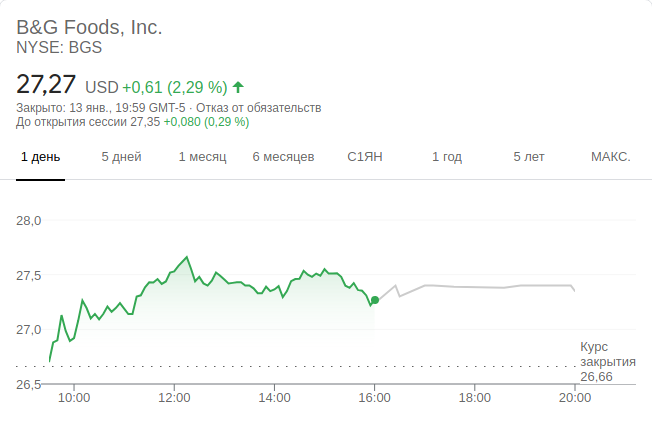 B&G Foods, Inc.
NYSE: BGS
27,27 USD +0,61 (2,29 %)
Закрыто: 13 янв., 19:59 GMT-5 · Отказ от обязательств
До открытия сессии 27,35 +0,080 (0,29 %)
1 день 5 дней 1 месяц 6 месяцев С1ЯН 1 год 5 лет МАКС.
28,0
27,5
27,0
26,5
Курс
закрытия
26,66
10:00 12:00 14:00 16:00 18:00 20:00